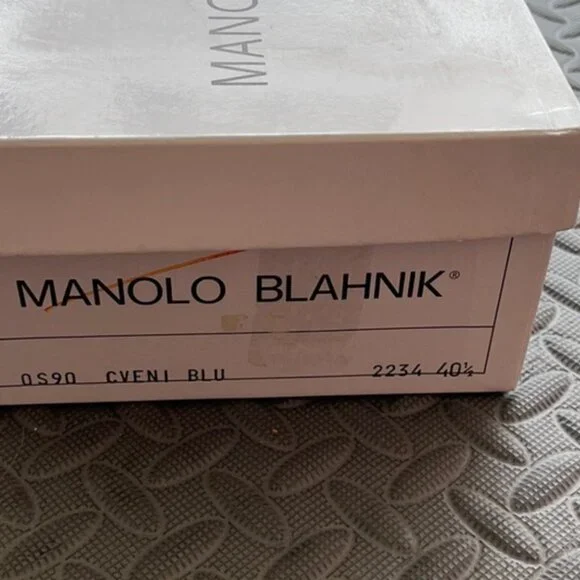 MANO
MANOLO BLAHNIK®
0S90 CVENI BLU 2234 40½